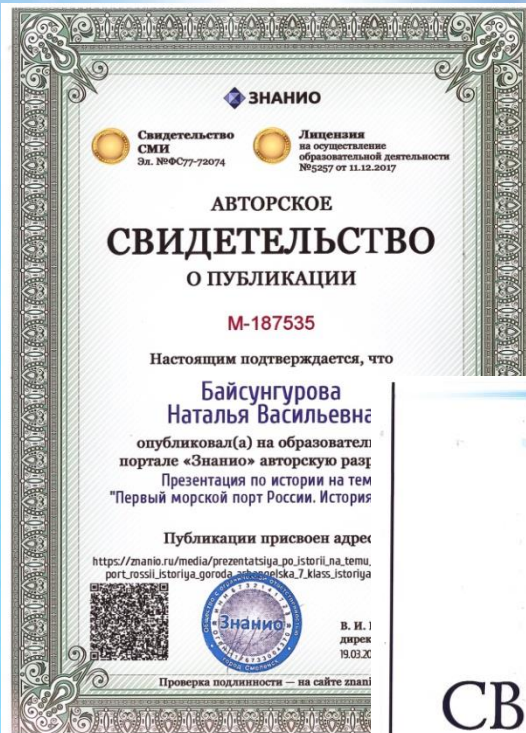 ЗНАНИО
Свидетельство
СМИ
Эл. №ФС77-72074
Лицензия
на осуществление
образовательной деятельности
№5257 от 11.12.2017
АВТОРСКОЕ
СВИДЕТЕЛЬСТВО
О ПУБЛИКАЦИИ
М-187535
Настоящим подтверждается, что
Байсунгурова
Наталья Васильевна
опубликовал(а) на образовател
портале «Знанио» авторскую разр
Презентация по истории на тем
"Первый морской порт России. История
Публикации присвоен адрес
https://znanio.ru/media/prezentatsiya_po_istorii_na_temu_
port_rossii_istoriya_goroda_arhangelska_7_klass_istoriya
Знанио
город Смоленск
В. И.
дирек
19.03.20
Проверка подлинности — на сайте znani
СВ